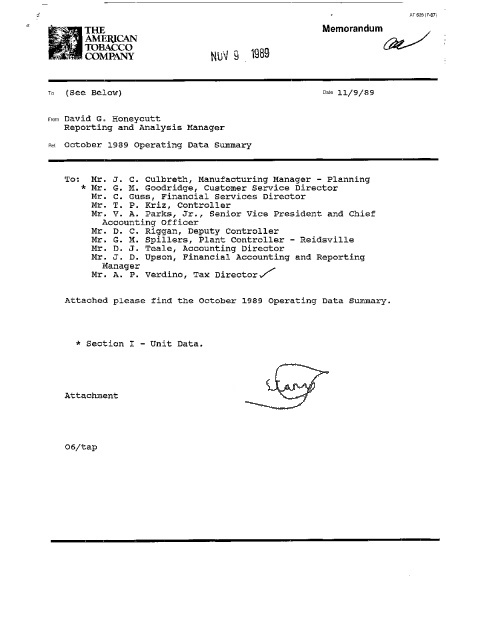 AT 605 (7-87)
THE
AMERICAN
TOBACCO
COMPANY
Memorandum
NOV 9 1989
To (See Below)
Date 11/9/89
From David G. Honeycutt
Reporting and Analysis Manager
Re: October 1989 Operating Data Summary
To: Mr. J. C. Culbreth, Manufacturing Manager - Planning
* Mr. G. M. Goodridge, Customer Service Director
Mr. C. Guss, Financial Services Director
Mr. T. P. Kriz, Controller
Mr. V. A. Parks, Jr., Senior Vice President and Chief
Accounting Officer
Mr. D. C. Riggan, Deputy Controller
Mr. G. M. Spillers, Plant Controller - Reidsville
Mr. D. J. Teale, Accounting Director
Mr. J. D. Upson, Financial Accounting and Reporting
Manager
Mr. A. P. Verdino, Tax Director
Attached please find the October 1989 Operating Data Summary.
* Section I - Unit Data.
Attachment
06/tap